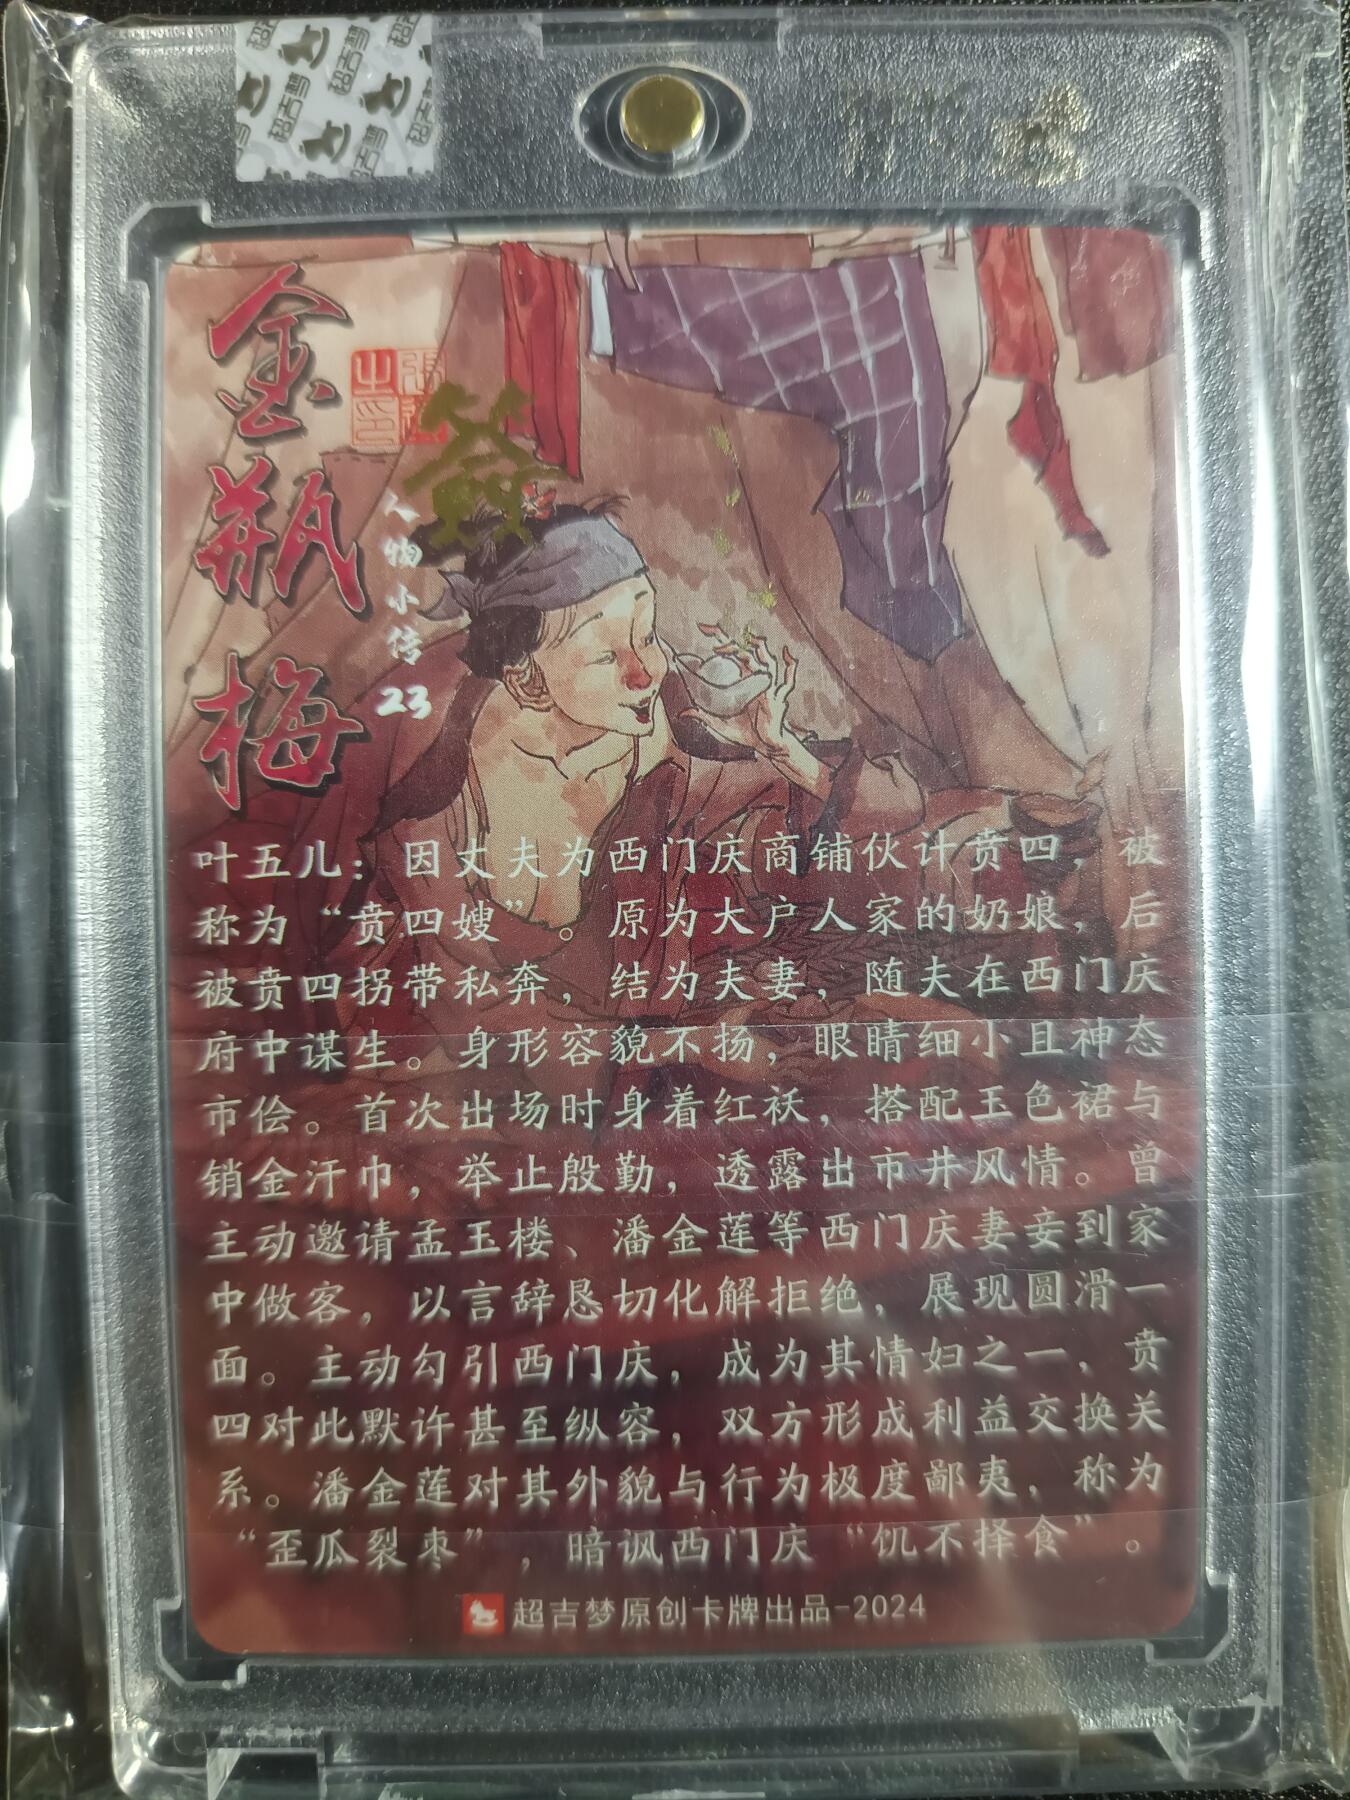 金瓶梅
之印
签
人物小传
23
叶五儿：因丈夫为西门庆商铺伙计贲四，被
称为“贲四嫂”。原为大户人家的奶娘，后
被贲四拐带私奔，结为夫妻，随夫在西门庆
府中谋生。身形容貌不扬，眼睛细小且神态
市侩。首次出场时身着红袄，搭配玉色裙与
销金汗巾，举止殷勤，透露出市井风情。曾
主动邀请孟玉楼、潘金莲等西门庆妻妾到家
中做客，以言辞恳切化解拒绝，展现圆滑一
面。主动勾引西门庆，成为其情妇之一，贲
四对此默许甚至纵容，双方形成利益交换关
系。潘金莲对其外貌与行为极度鄙夷，称为
“歪瓜裂枣”，暗讽西门庆“饥不择食”。
超吉梦原创卡牌出品-2024